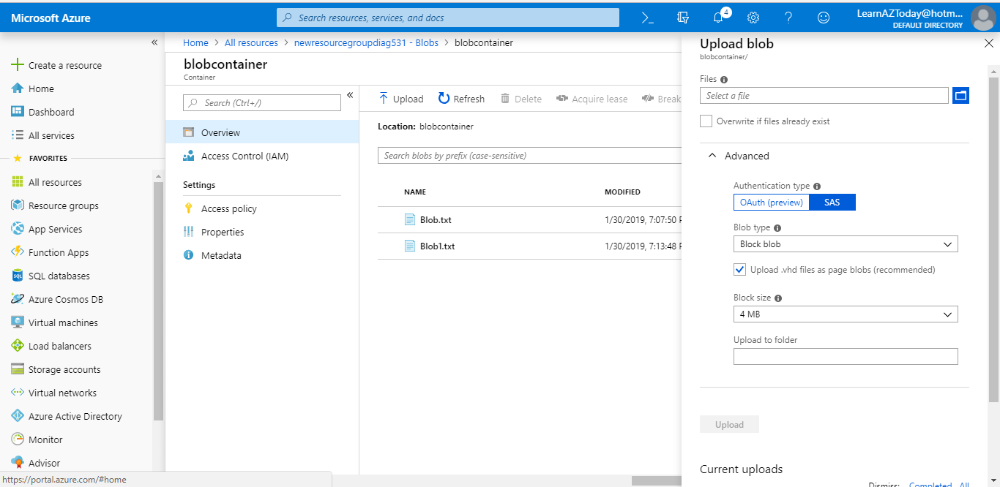 Microsoft Azure
Search resources, services, and docs
4
LearnAZToday@hotm...
DEFAULT DIRECTORY
Create a resource
Home
Dashboard
All services
FAVORITES
All resources
Resource groups
App Services
Function Apps
SQL databases
Azure Cosmos DB
Virtual machines
Load balancers
Storage accounts
Virtual networks
Azure Active Directory
Monitor
Advisor
https://portal.azure.com/#home
Home > All resources > newresourcegroupdiag531 - Blobs > blobcontainer
blobcontainer
Container
Search (Ctrl+/)
Overview
Access Control (IAM)
Settings
Access policy
Properties
Metadata
Upload Refresh Delete Acquire lease Break
Location: blobcontainer
Search blobs by prefix (case-sensitive)
NAME MODIFIED
Blob.txt 1/30/2019, 7:07:50 P
Blob1.txt 1/30/2019, 7:13:48 P
Upload blob
blobcontainer/
Files
Select a file
Overwrite if files already exist
Advanced
Authentication type
OAuth (preview) SAS
Blob type
Block blob
Upload .vhd files as page blobs (recommended)
Block size
4 MB
Upload to folder
Upload
Current uploads
Dismiss: Completed All